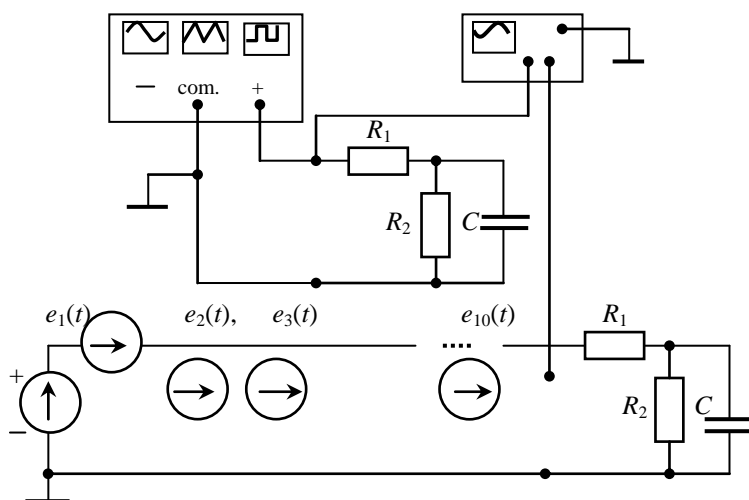 — com. +
R1
R2 C
e1(t) e2(t), e3(t) e10(t) R1
+
—
R2 C